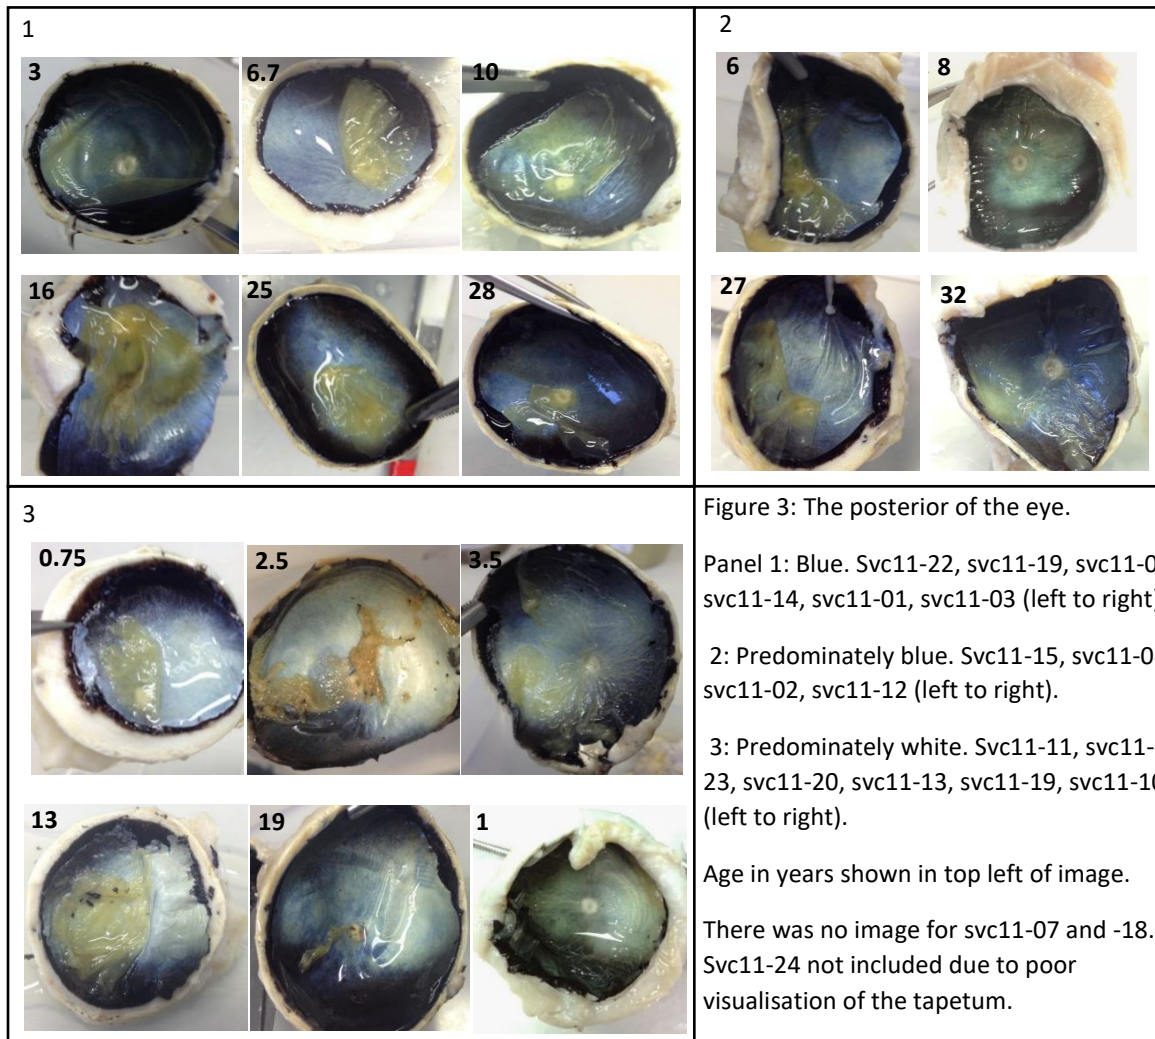 1
3 6.7 10
16 25 28
2
6 8
27 32
3
0.75 2.5 3.5
13 19 1
Figure 3: The posterior of the eye.
Panel 1: Blue. Svc11-22, svc11-19, svc11-0
svc11-14, svc11-01, svc11-03 (left to right)
2: Predominately blue. Svc11-15, svc11-0
svc11-02, svc11-12 (left to right).
3: Predominately white. Svc11-11, svc11-
23, svc11-20, svc11-13, svc11-19, svc11-10
(left to right).
Age in years shown in top left of image.
There was no image for svc11-07 and -18.
Svc11-24 not included due to poor
visualisation of the tapetum.